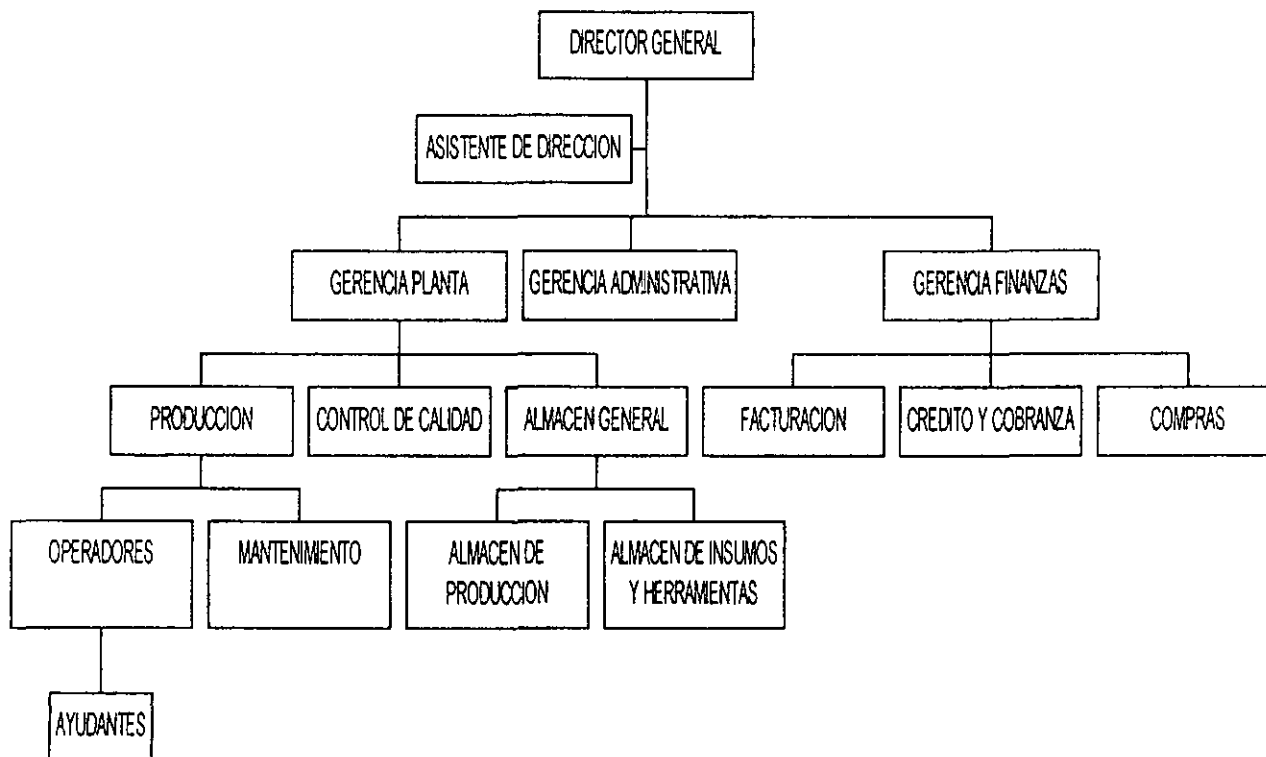 DIRECTOR GENERAL
ASISTENTE DE DIRECCION
GERENCIA PLANTA
GERENCIA ADMINISTRATIVA
GERENCIA FINANZAS
PRODUCCION
CONTROL DE CALIDAD
ALMACEN GENERAL
FACTURACION
CREDITO Y COBRANZA
COMPRAS
OPERADORES
MANTENIMIENTO
ALMACEN DE
PRODUCCION
ALMACEN DE INSUMOS
Y HERRAMIENTAS
AYUDANTES